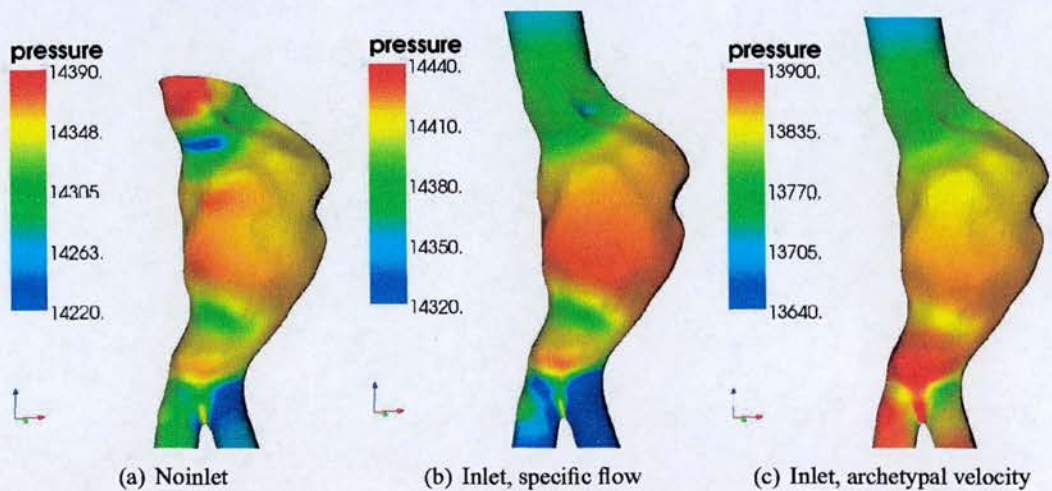 pressure
14390.
14348.
14305.
14263.
14220.
pressure
14440.
14410.
14380.
14350.
14320.
pressure
13900.
13835.
13770.
13705.
13640.
(a) Noinlet
(b) Inlet, specific flow
(c) Inlet, archetypal velocity